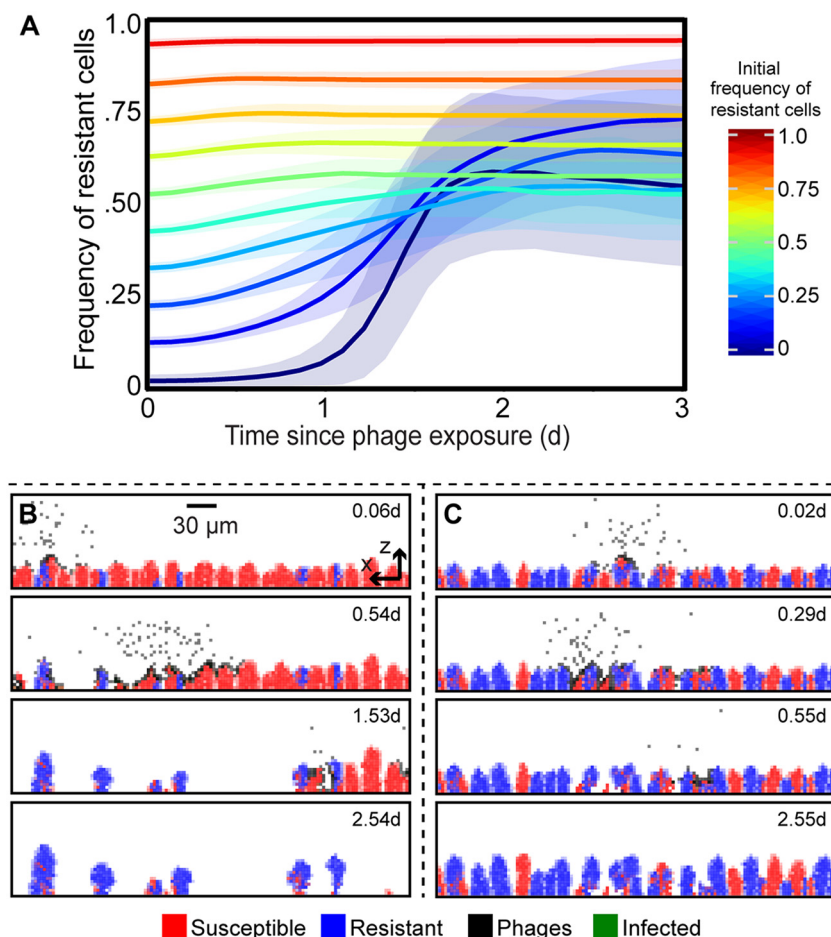 A
Frequency of resistant cells
1.0
.75
.50
.25
0
0
1
2
3
Time since phage exposure (d)
Initial
frequency of
resistant cells
1.0
0.75
0.5
0.25
0
B
30 µm
0.06d
z
x
0.54d
1.53d
2.54d
C
0.02d
0.29d
0.55d
2.55d
Susceptible Resistant Phages Infected